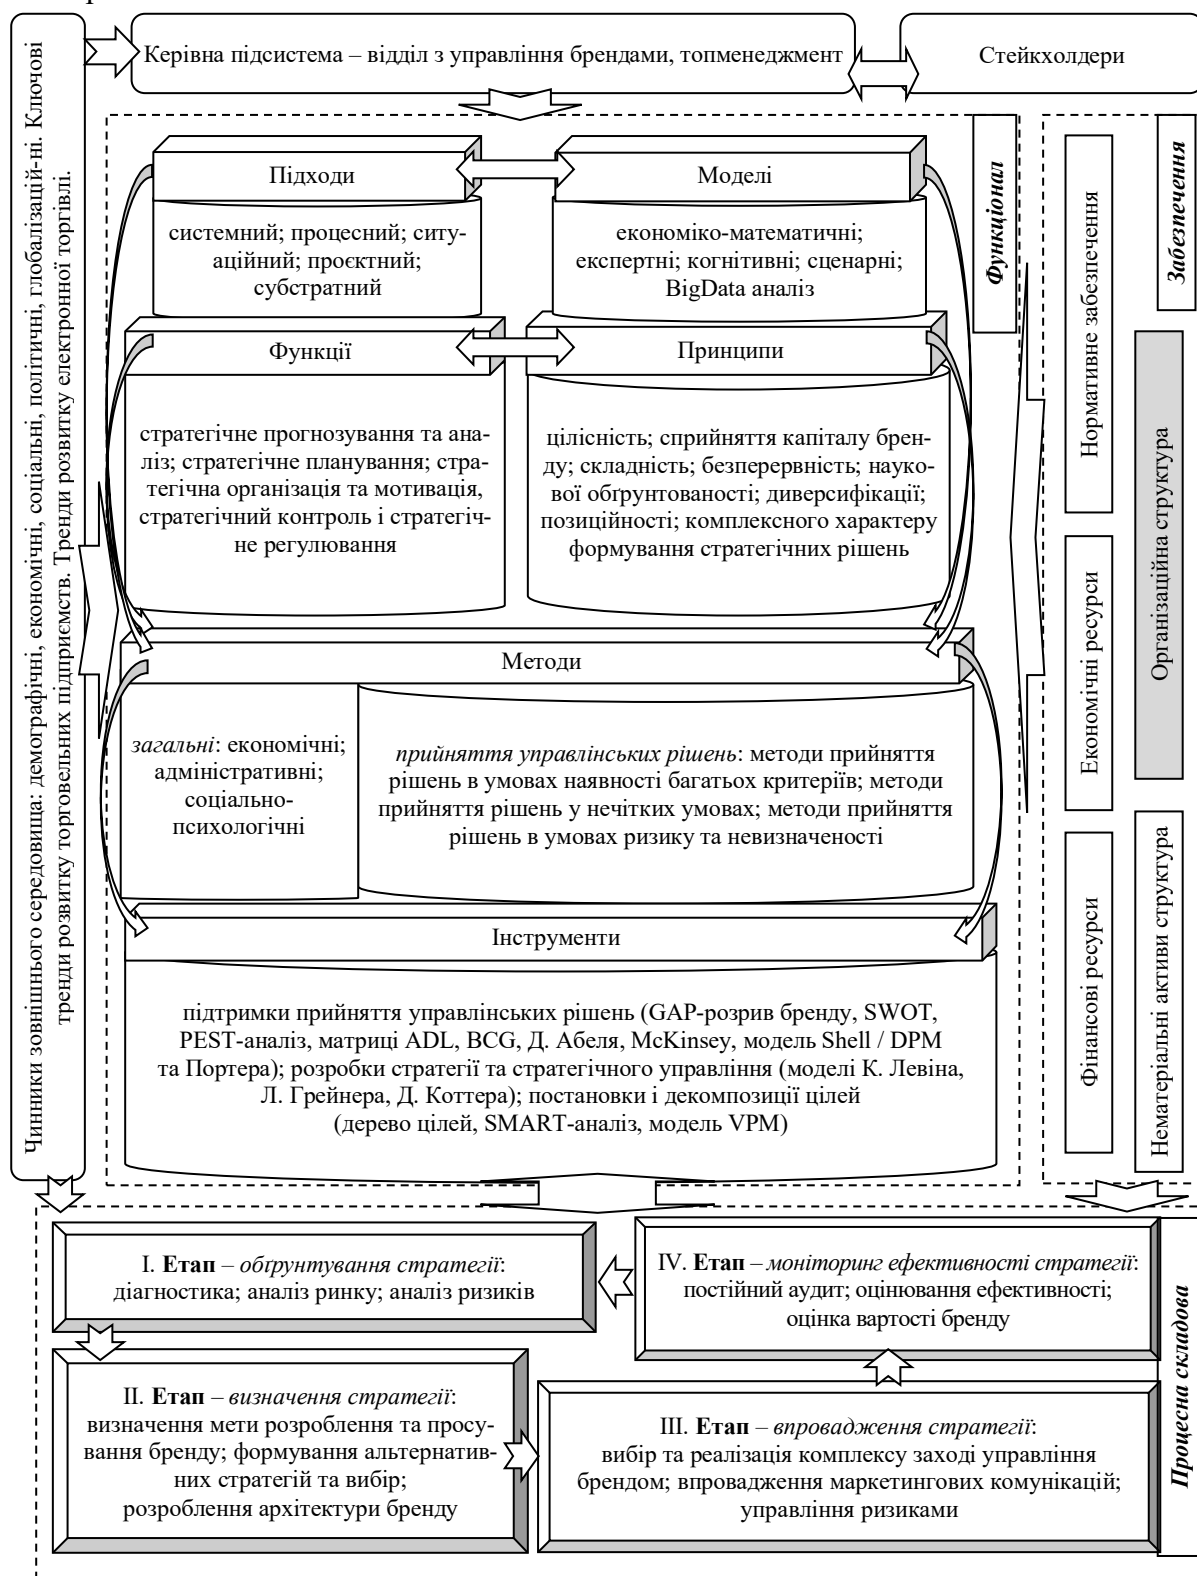 Керівна підсистема – відділ з управління брендами, топменеджмент
Стейкхолдери
Чинники зовнішнього середовища: демографічні, економічні, соціальні, політичні, глобалізацій-ні. Ключові
тренди розвитку торговельних підприємств. Тренди розвитку електронної торгівлі.
Функціонал
Підходи
системний; процесний; ситу-
аційний; проєктний;
субстратний
Моделі
економіко-математичні;
експертні; когнітивні; сценарні;
BigData аналіз
Функції
стратегічне прогнозування та ана-
ліз; стратегічне планування; стра-
тегічна організація та мотивація,
стратегічний контроль і стратегіч-
не регулювання
Принципи
цілісність; сприйняття капіталу брен-
ду; складність; безперервність; науко-
вої обґрунтованості; диверсифікації;
позиційності; комплексного характеру
формування стратегічних рішень
Методи
загальні: економічні;
адміністративні;
соціально-
психологічні
прийняття управлінських рішень: методи прийняття
рішень в умовах наявності багатьох критеріїв; методи
прийняття рішень у нечітких умовах; методи прийняття
рішень в умовах ризику та невизначеності
Інструменти
підтримки прийняття управлінських рішень (GAP-розрив бренду, SWOT,
PEST-аналіз, матриці ADL, BCG, Д. Абеля, McKinsey, модель Shell / DPM
та Портера); розробки стратегії та стратегічного управління (моделі К. Левіна,
Л. Грейнера, Д. Коттера); постановки і декомпозиції цілей
(дерево цілей, SMART-аналіз, модель VPM)
Забезпечення
Нормативне забезпечення
Економічні ресурси
Фінансові ресурси
Організаційна структура
Нематеріальні активи структура
Процесна складова
I. Етап – обґрунтування стратегії:
діагностика; аналіз ринку; аналіз ризиків
II. Етап – визначення стратегії:
визначення мети розроблення та просу-
вання бренду; формування альтернатив-
них стратегій та вибір;
розроблення архітектури бренду
III. Етап – впровадження стратегії:
вибір та реалізація комплексу заході управління
брендом; впровадження маркетингових комунікацій;
управління ризиками
IV. Етап – моніторинг ефективності стратегії:
постійний аудит; оцінювання ефективності;
оцінка вартості бренду